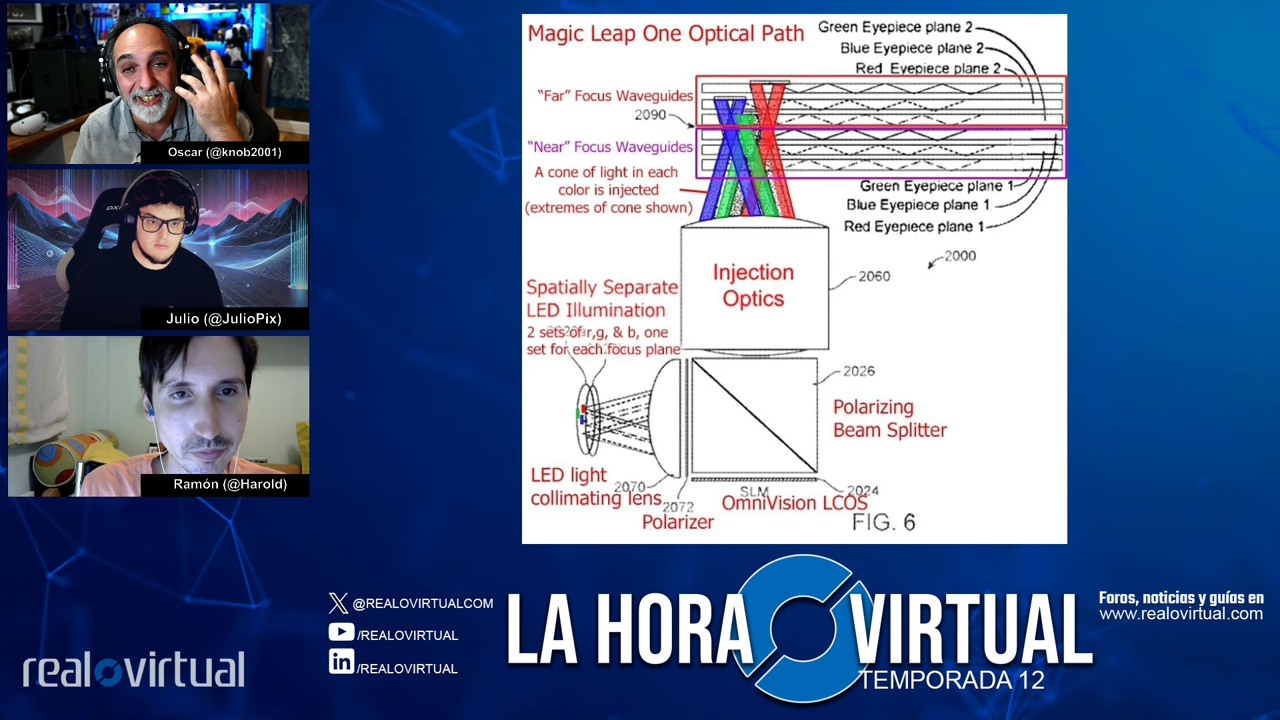 Oscar (@knob2001)
Julio (@JulioPix)
Ramón (@Harold)
Magic Leap One Optical Path
Green Eyepiece plane 2
Blue Eyepiece plane 2
Red Eyepiece plane 2
"Far" Focus Waveguides
2090
"Near" Focus Waveguides
A cone of light in each
color is injected
(extremes of cone shown)
Green Eyepiece plane 1
Blue Eyepiece plane 1
Red Eyepiece plane 1
2000
Injection
Optics
2060
Spatially Separate
LED Illumination
2 sets of r,g, & b, one
set for each focus plane
2026
Polarizing
Beam Splitter
LED light
collimating lens
2070
2072
Polarizer
SLM
2024
OmniVision LCOS
FIG. 6
@REALOVIRTUALCOM
/REALOVIRTUAL
/REALOVIRTUAL
LA HORA VIRTUAL
TEMPORADA 12
Foros, noticias y guías en
www.realovirtual.com
realovirtual